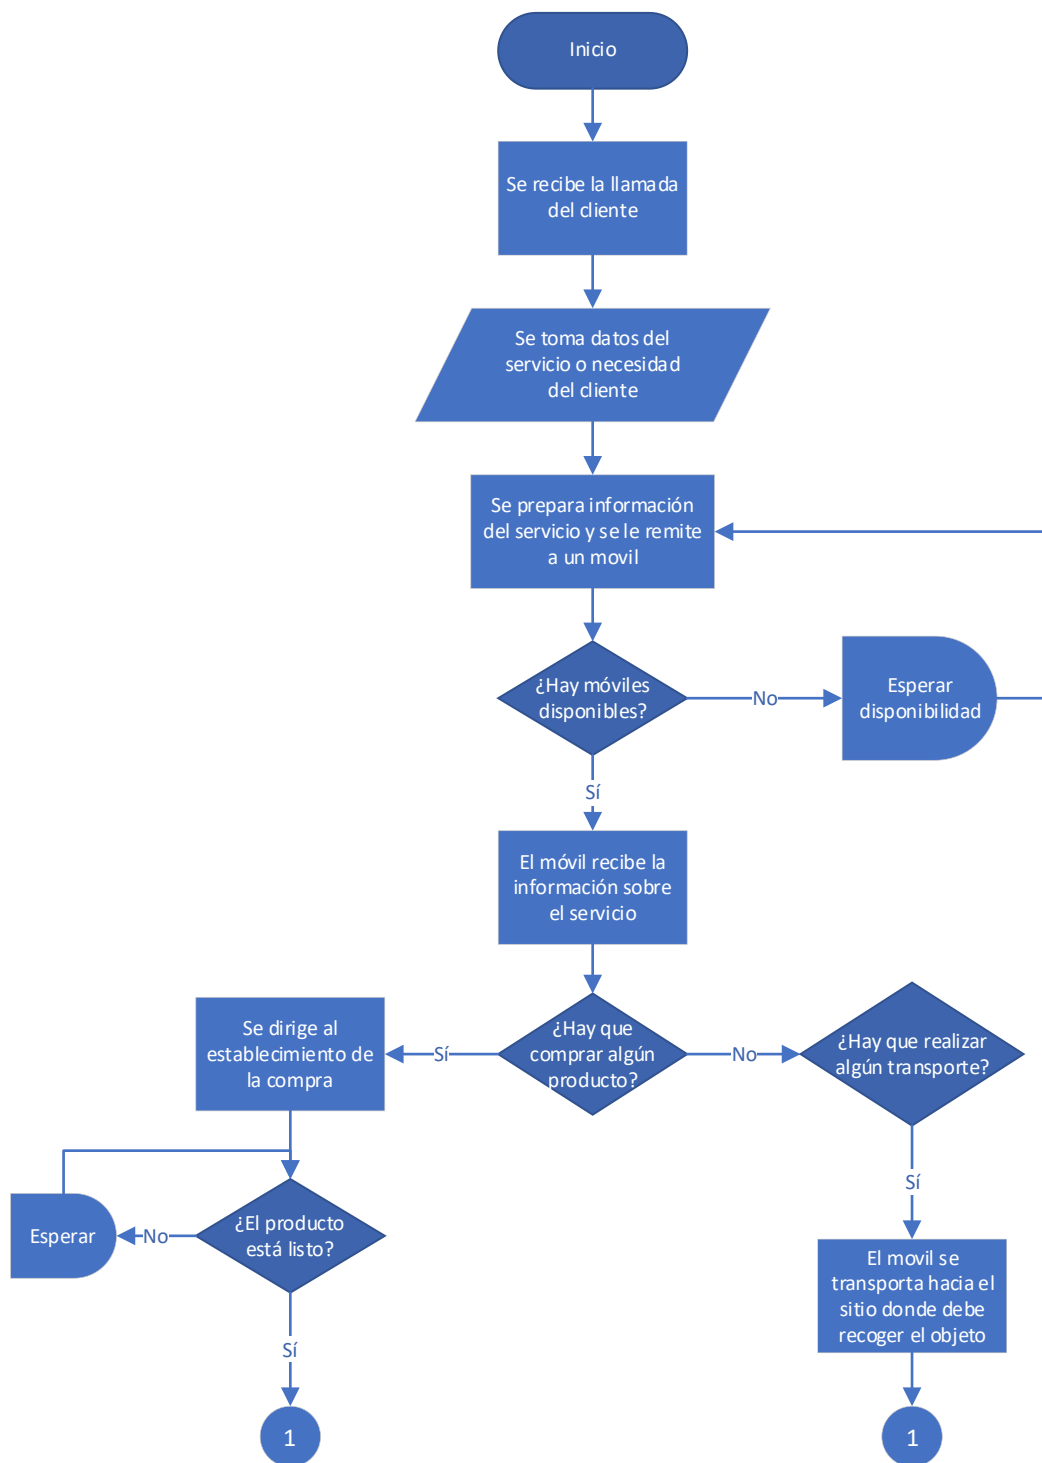 Inicio
Se recibe la llamada
del cliente
Se toma datos del
servicio o necesidad
del cliente
Se prepara información
del servicio y se le remite
a un movil
¿Hay móviles
disponibles?
No
Esperar
disponibilidad
Sí
El móvil recibe la
información sobre
el servicio
Se dirige al
establecimiento de
la compra
Sí
¿Hay que
comprar algún
producto?
No
¿Hay que realizar
algún transporte?
Esperar
No
¿El producto
está listo?
Sí
Sí
El movil se
transporta hacia el
sitio donde debe
recoger el objeto
1
1